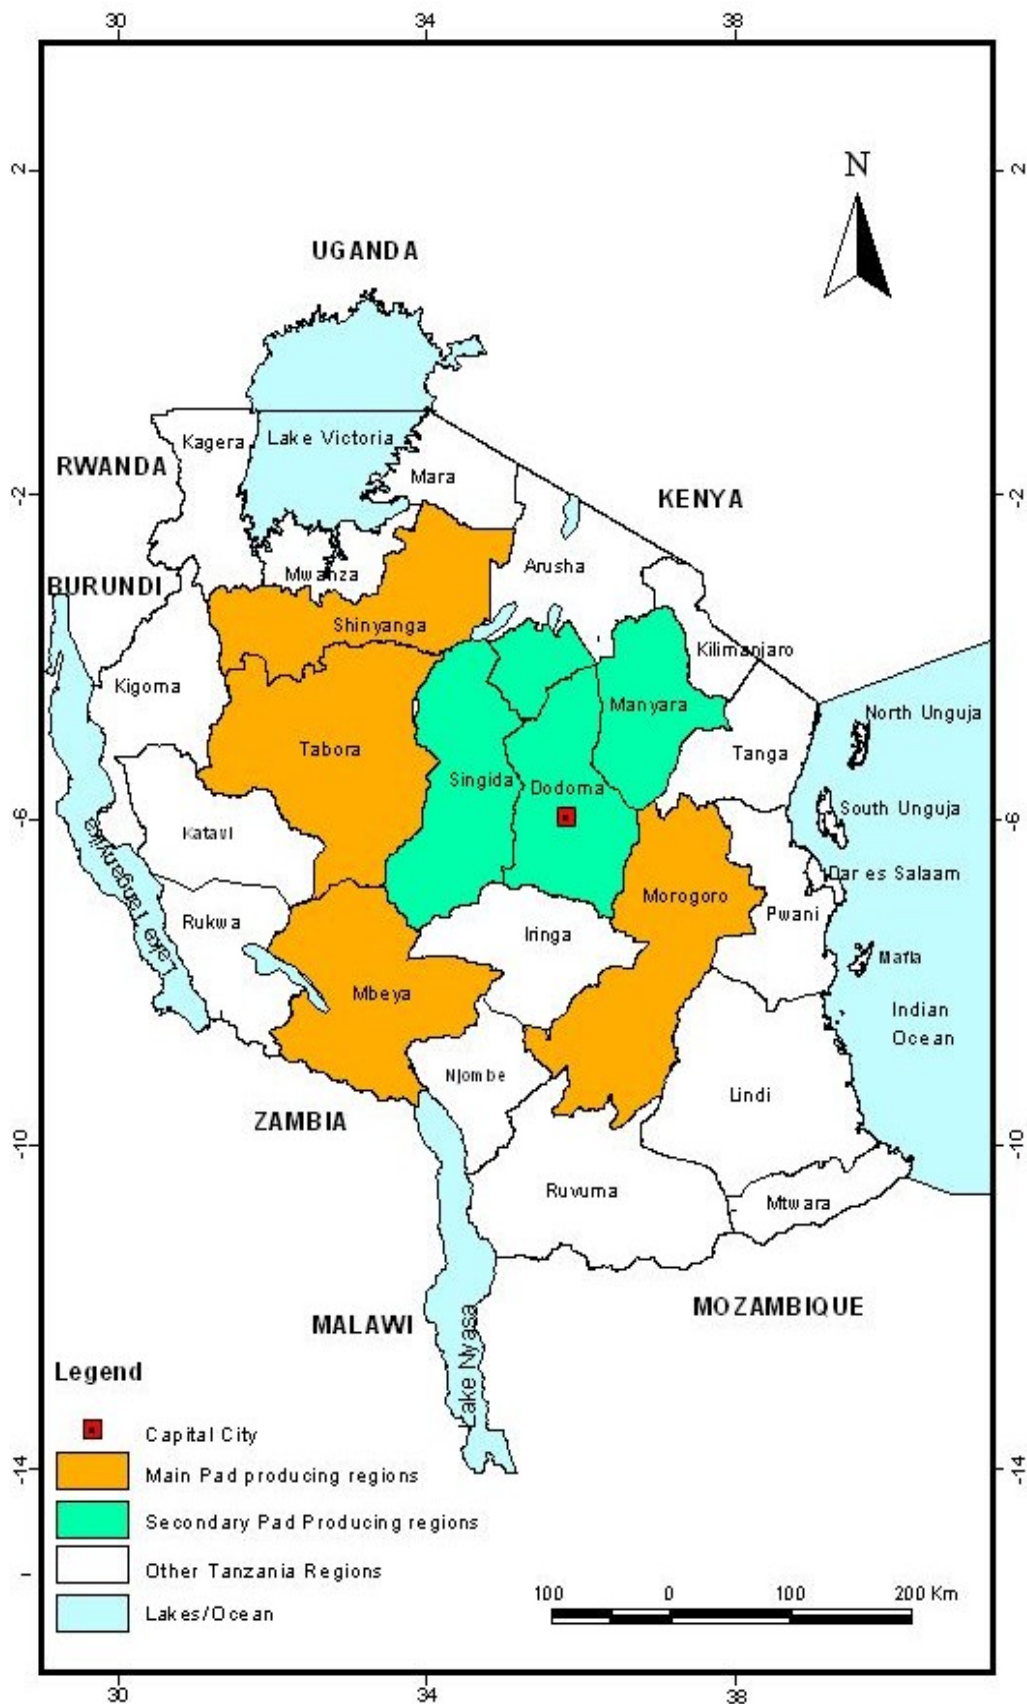 30 34 38
2 2
N
UGANDA
Kagera
Lake Victoria
RWANDA
Mara
-2 -2
KENYA
Arusha
Mwanza
BURUNDI
Shinyanga
Kilimanjaro
Kigoma
Manyara
North Unguja
Tabora
Tanga
Singida
Dodoma
South Unguja
-6 -6
Katavi
Lake Tanganyika
Dar es Salaam
Morogoro
Pwani
Rukwa
Iringa
Mafia
Mbeya
Indian
Ocean
Njombe
Lindi
ZAMBIA
-10 -10
Ruvuma
Mtwara
MOZAMBIQUE
MALAWI
Lake Nyasa
Legend
Capital City
-14 -14
Main Pad producing regions
Secondary Pad Producing regions
Other Tanzania Regions
Lakes/Ocean
100 0 100 200 Km
30 34 38